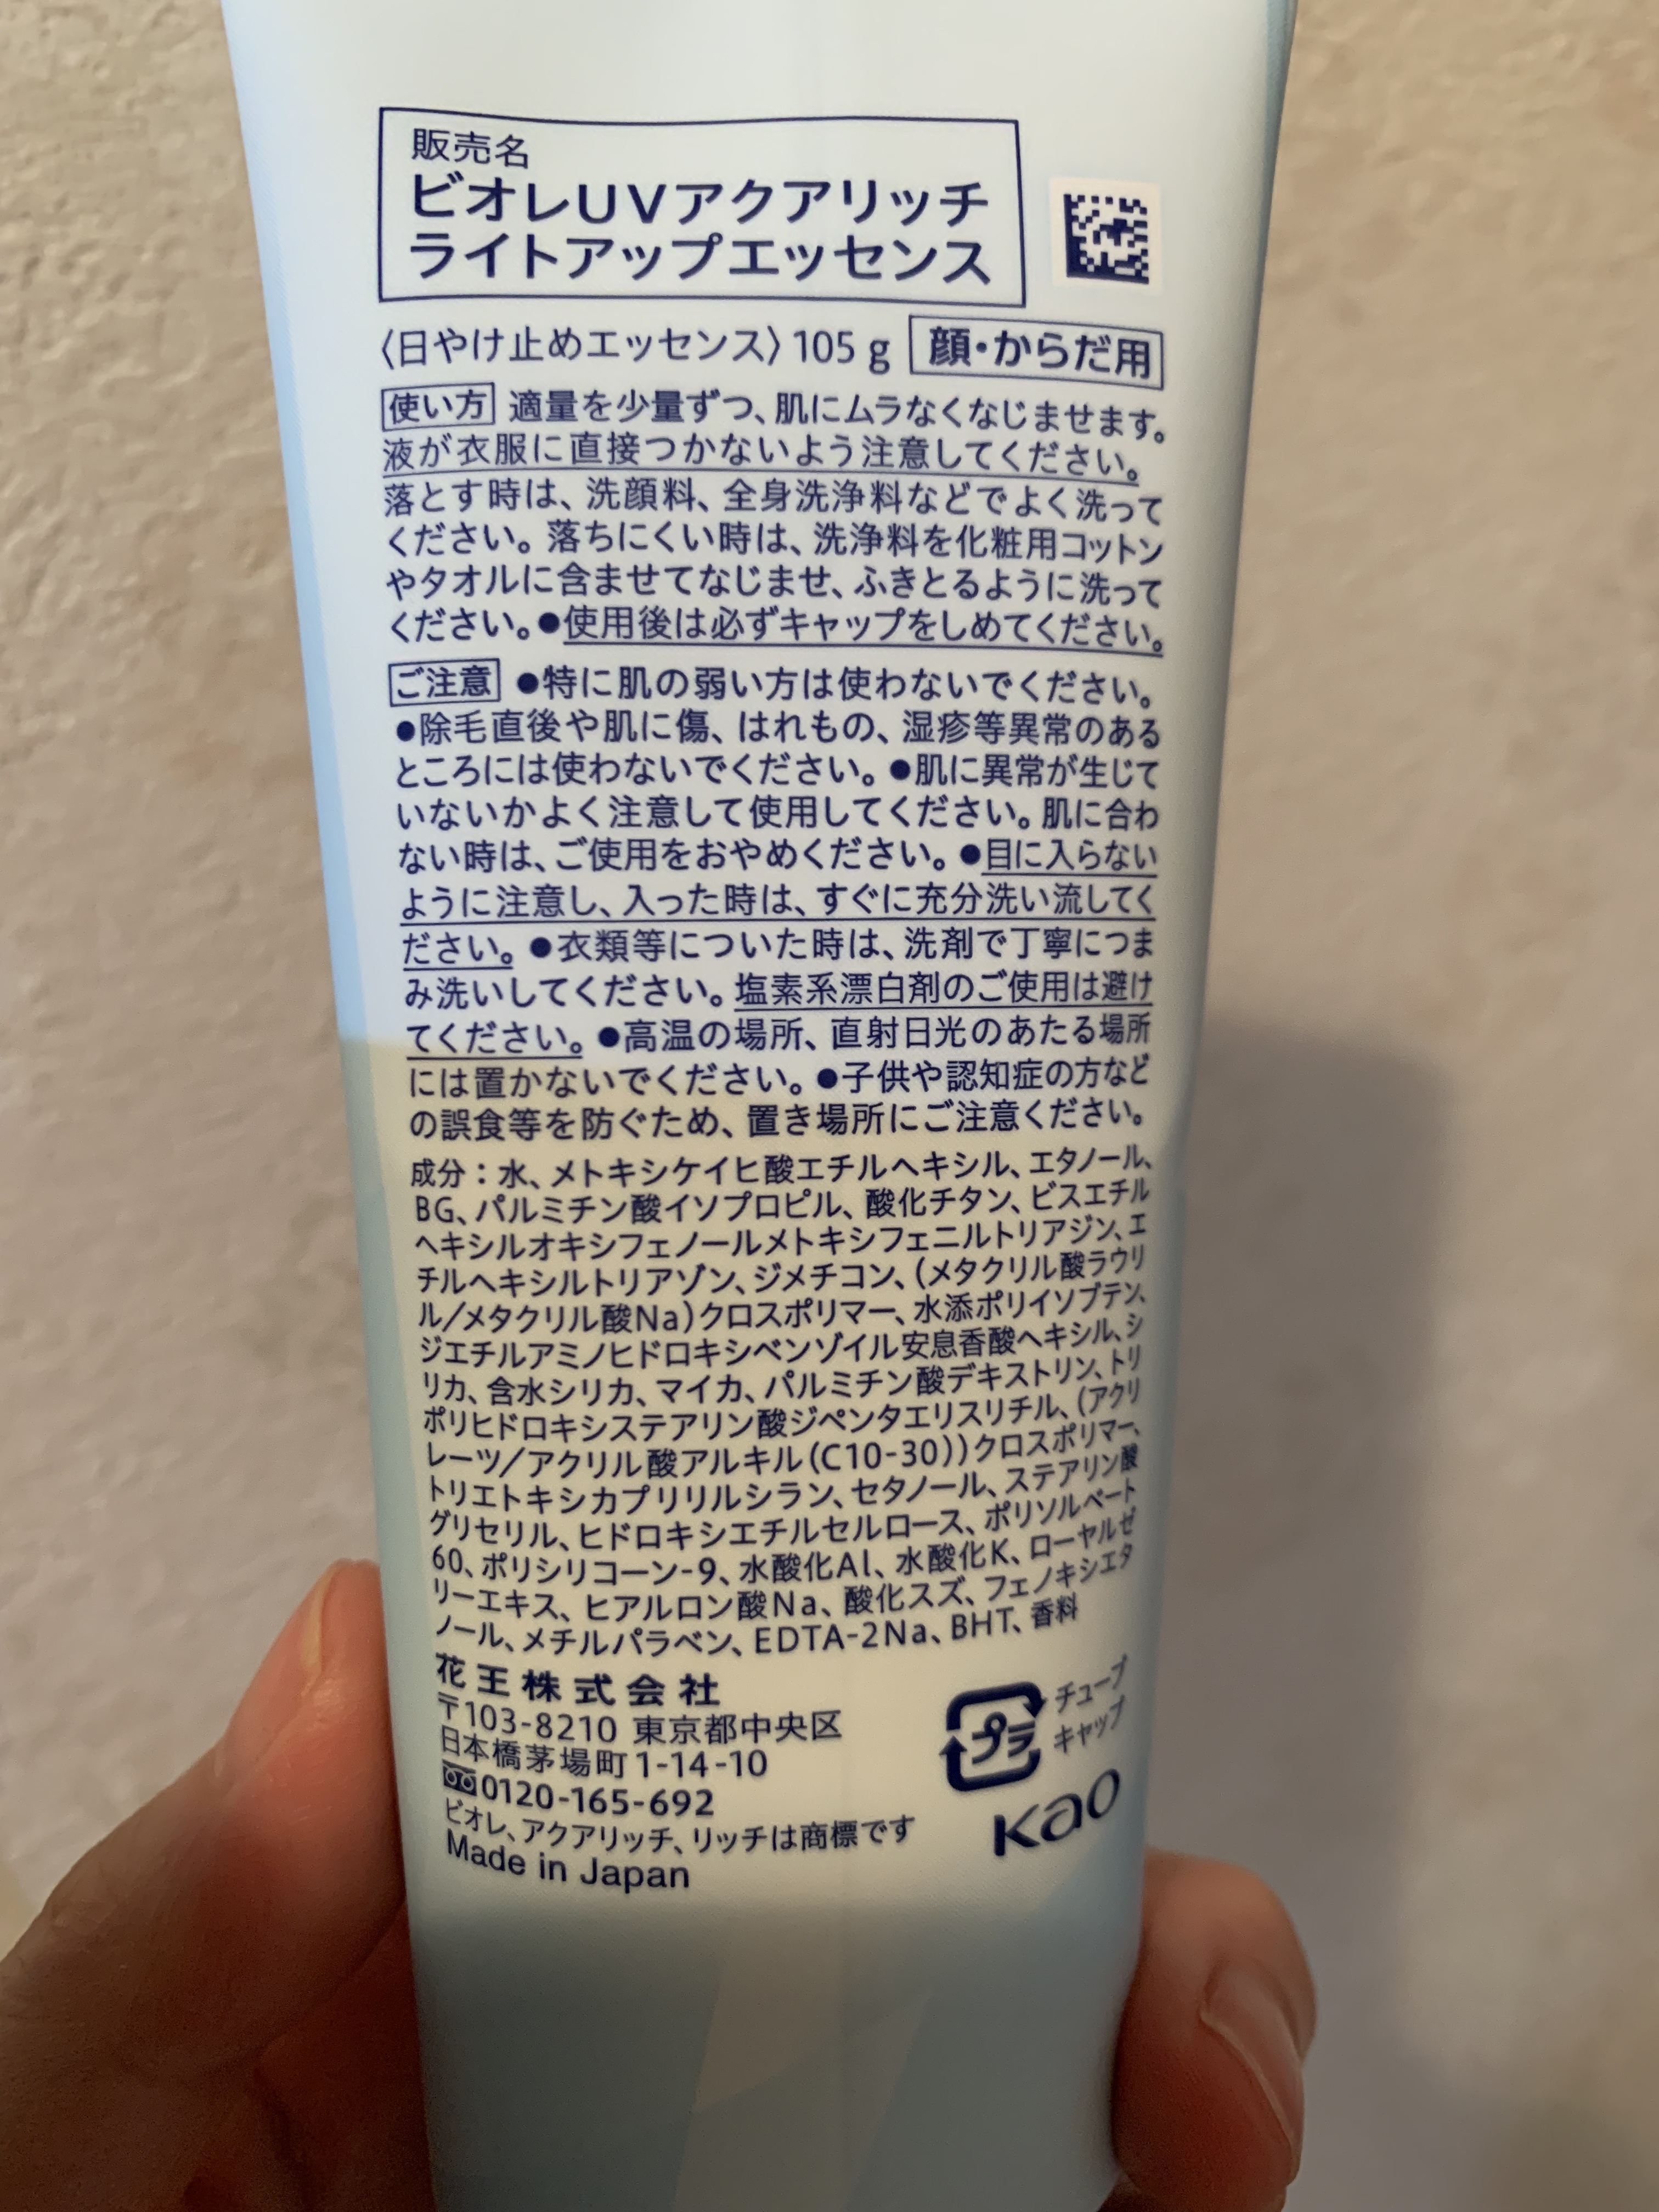 販売名
ビオレUVアクアリッチ
ライトアップエッセンス
〈日やけ止めエッセンス〉105 g 顔・からだ用
使い方 適量を少量ずつ、肌にムラなくなじませます。
液が衣服に直接つかないよう注意してください。
落とす時は、洗顔料、全身洗浄料などでよく洗って
ください。落ちにくい時は、洗浄料を化粧用コットン
やタオルに含ませてなじませ、ふきとるように洗って
ください。●使用後は必ずキャップをしめてください。
ご注意 ●特に肌の弱い方は使わないでください。
●除毛直後や肌に傷、はれもの、湿疹等異常のある
ところには使わないでください。●肌に異常が生じて
いないかよく注意して使用してください。肌に合わ
ない時は、ご使用をおやめください。●目に入らない
ように注意し、入った時は、すぐに充分洗い流してく
ださい。●衣類等についた時は、洗剤で丁寧につま
み洗いしてください。塩素系漂白剤のご使用は避け
てください。●高温の場所、直射日光のあたる場所
には置かないでください。●子供や認知症の方など
の誤食等を防ぐため、置き場所にご注意ください。
成分：水、メトキシケイヒ酸エチルヘキシル、エタノール、
BG、パルミチン酸イソプロピル、酸化チタン、ビスエチル
ヘキシルオキシフェノールメトキシフェニルトリアジン、エ
チルヘキシルトリアゾン、ジメチコン、(メタクリル酸ラウリ
ル/メタクリル酸Na)クロスポリマー、水添ポリイソブテン、
ジエチルアミノヒドロキシベンゾイル安息香酸ヘキシル、シ
リカ、含水シリカ、マイカ、パルミチン酸デキストリン、トリ
ポリヒドロキシステアリン酸ジペンタエリスリチル、(アクリ
レーツ/アクリル酸アルキル(C10-30))クロスポリマー、
トリエトキシカプリリルシラン、セタノール、ステアリン酸
グリセリル、ヒドロキシエチルセルロース、ポリソルベート
60、ポリシリコーン-9、水酸化Al、水酸化K、ローヤルゼ
リーエキス、ヒアルロン酸Na、酸化スズ、フェノキシエタ
ノール、メチルパラベン、EDTA-2Na、BHT、香料
花王株式会社
〒103-8210 東京都中央区
日本橋茅場町1-14-10
0120-165-692
ビオレ、アクアリッチ、リッチは商標です
Made in Japan
プラ
チューブ
キャップ
Kao